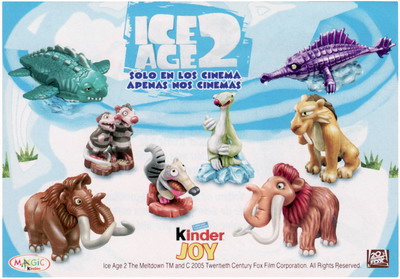 ICE
AGE 2
SOLO EN LOS CINEMA
APENAS NOS CINEMAS
Kinder
JOY
MAGIC
Kinder
Ice Age 2 The Meltdown TM and © 2005 Twentieth Century Fox Film Corporation. All Rights Reserved.
20th
FOX